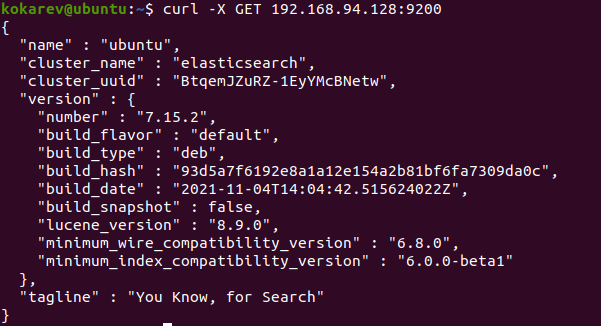 kokarev@ubuntu:~$ curl -X GET 192.168.94.128:9200
{
  "name" : "ubuntu",
  "cluster_name" : "elasticsearch",
  "cluster_uuid" : "BtqemJZuRZ-1EyYMcBNetw",
  "version" : {
    "number" : "7.15.2",
    "build_flavor" : "default",
    "build_type" : "deb",
    "build_hash" : "93d5a7f6192e8a1a12e154a2b81bf6fa7309da0c",
    "build_date" : "2021-11-04T14:04:42.515624022Z",
    "build_snapshot" : false,
    "lucene_version" : "8.9.0",
    "minimum_wire_compatibility_version" : "6.8.0",
    "minimum_index_compatibility_version" : "6.0.0-beta1"
  },
  "tagline" : "You Know, for Search"
}